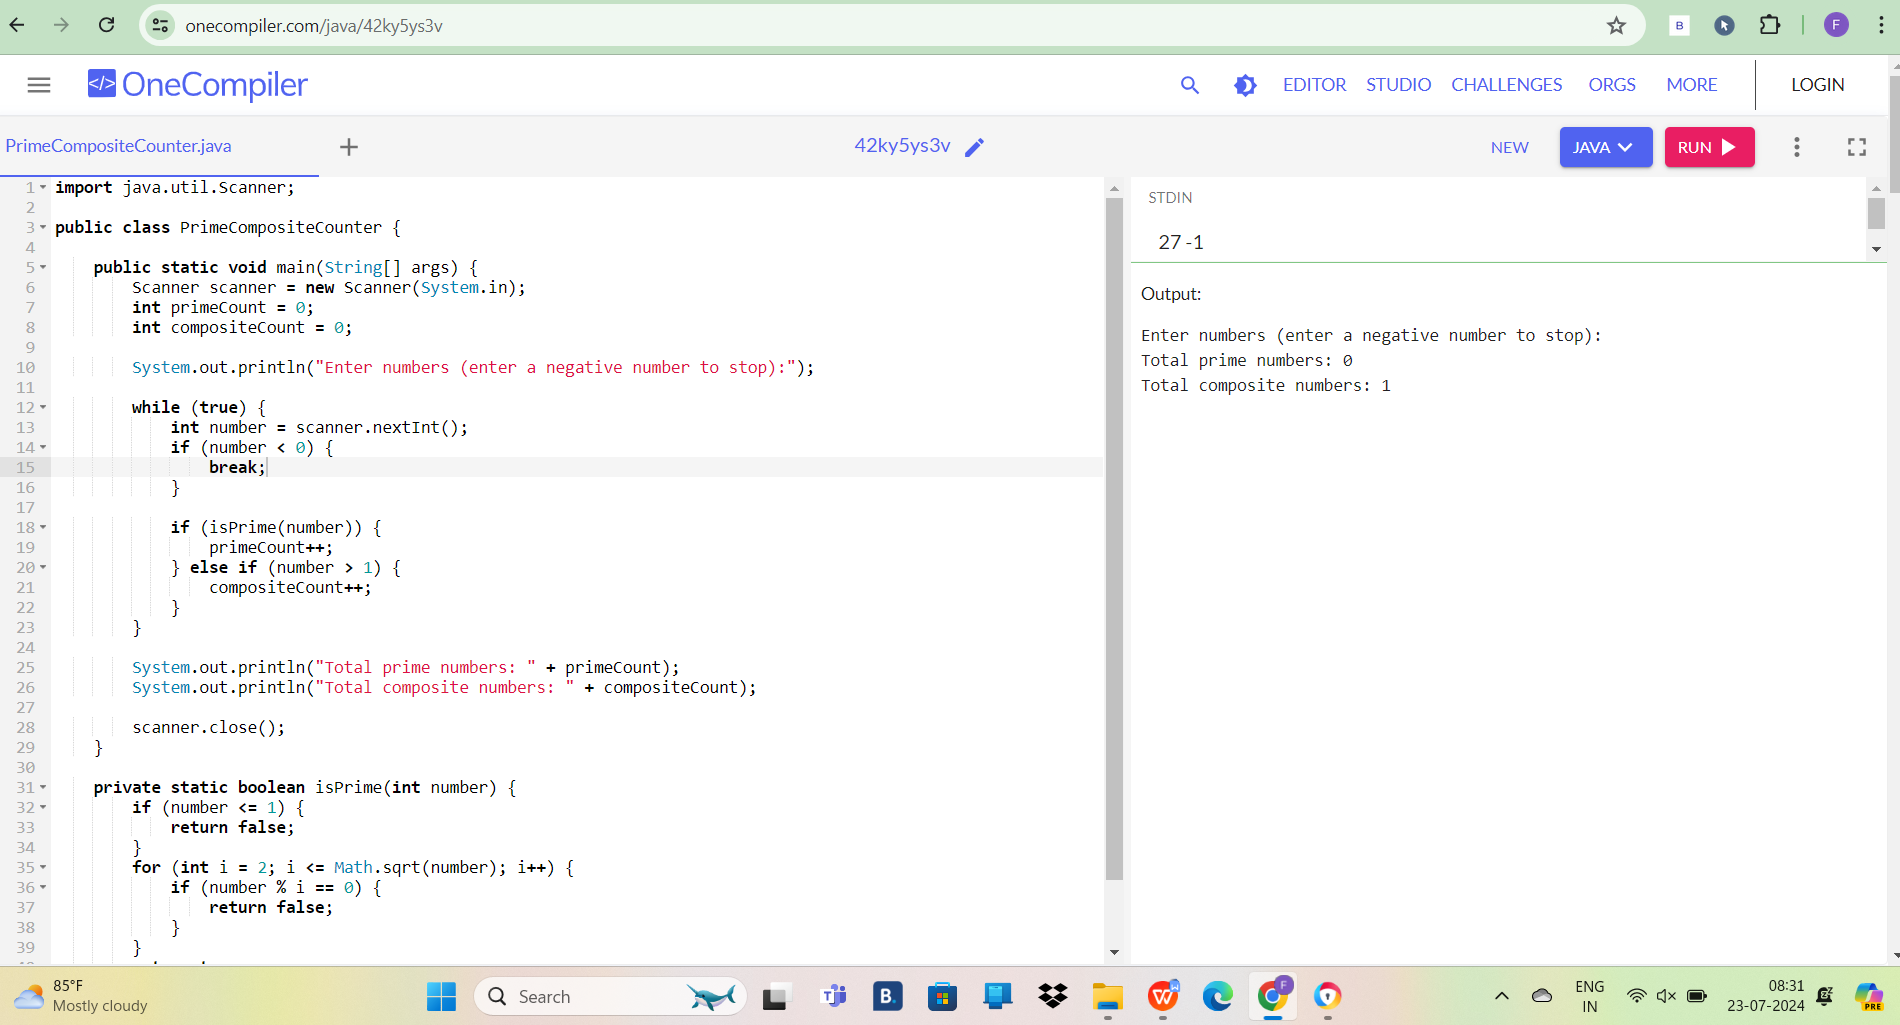 onecompiler.com/java/42ky5ys3v
B
F
</> OneCompiler
EDITOR STUDIO CHALLENGES ORGS MORE LOGIN
PrimeCompositeCounter.java
42ky5ys3v
NEW JAVA RUN
1 import java.util.Scanner;
2
3 public class PrimeCompositeCounter {
4
5 public static void main(String[] args) {
6 Scanner scanner = new Scanner(System.in);
7 int primeCount = 0;
8 int compositeCount = 0;
9
10 System.out.println("Enter numbers (enter a negative number to stop):");
11
12 while (true) {
13 int number = scanner.nextInt();
14 if (number < 0) {
15 break;
16 }
17
18 if (isPrime(number)) {
19 primeCount++;
20 } else if (number > 1) {
21 compositeCount++;
22 }
23 }
24
25 System.out.println("Total prime numbers: " + primeCount);
26 System.out.println("Total composite numbers: " + compositeCount);
27
28 scanner.close();
29 }
30
31 private static boolean isPrime(int number) {
32 if (number <= 1) {
33 return false;
34 }
35 for (int i = 2; i <= Math.sqrt(number); i++) {
36 if (number % i == 0) {
37 return false;
38 }
39 }
STDIN
27 -1
Output:
Enter numbers (enter a negative number to stop):
Total prime numbers: 0
Total composite numbers: 1
85°F
Mostly cloudy
Search
B.
F
ENG
IN
08:31
23-07-2024
PRE